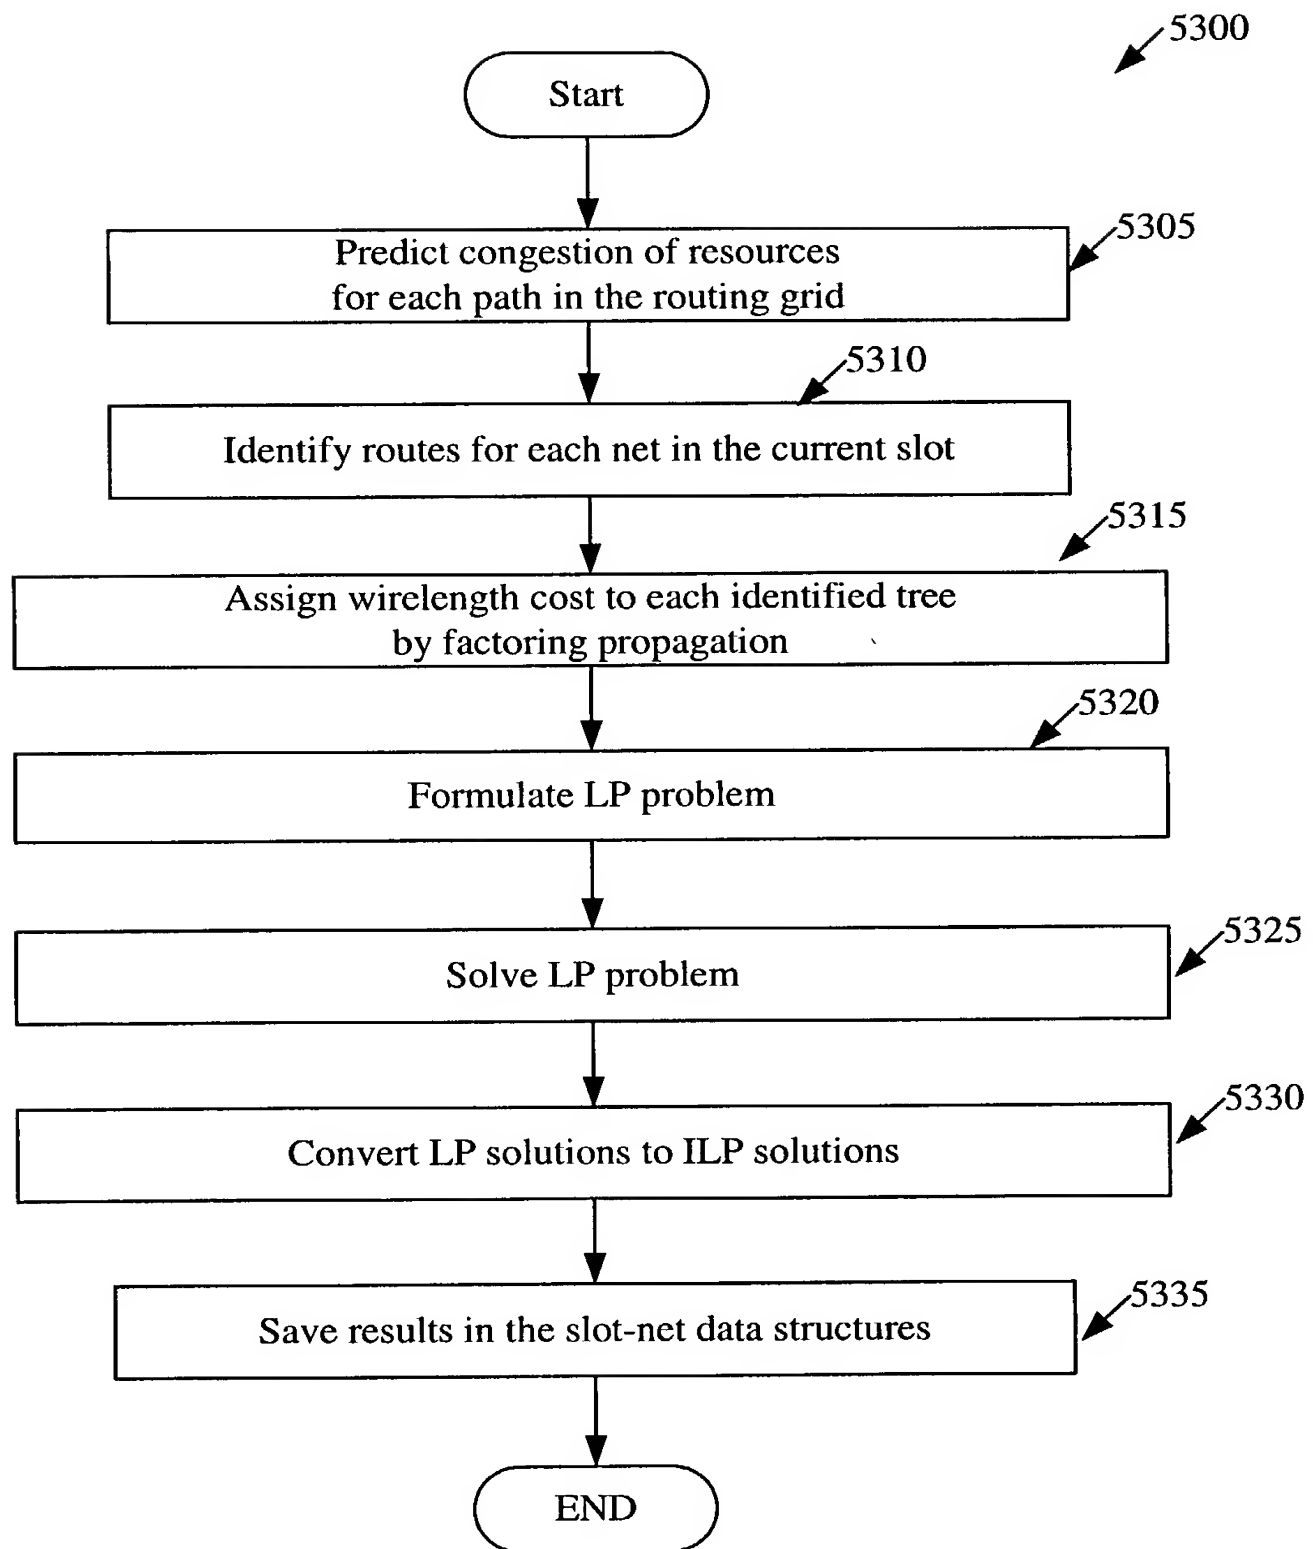 5300
Start
5305
Predict congestion of resources
for each path in the routing grid
5310
Identify routes for each net in the current slot
5315
Assign wirelength cost to each identified tree
by factoring propagation
5320
Formulate LP problem
5325
Solve LP problem
5330
Convert LP solutions to ILP solutions
5335
Save results in the slot-net data structures
END